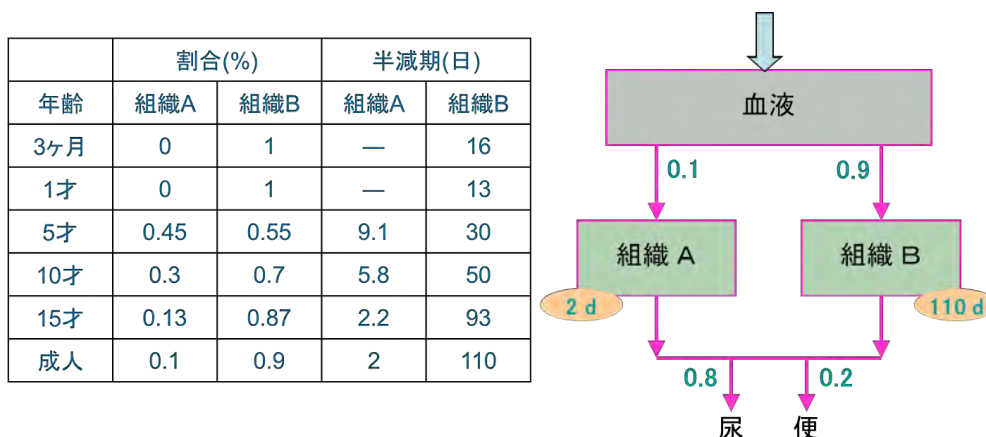 割合(%) 半減期(日)
年齢 組織A 組織B 組織A 組織B
3ヶ月 0 1 — 16
1才 0 1 — 13
5才 0.45 0.55 9.1 30
10才 0.3 0.7 5.8 50
15才 0.13 0.87 2.2 93
成人 0.1 0.9 2 110
血液
0.1 0.9
組織 A 組織 B
2 d 110 d
0.8 0.2
尿 便